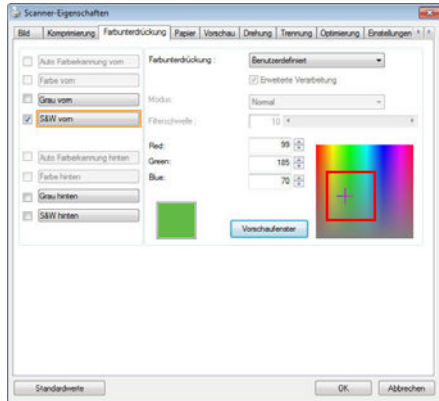 Scanner-Eigenschaften
Bild Komprimierung Farbunterdrückung Papier Vorschau Drehung Trennung Optimierung Einstellungen
Auto Farberkennung vorn
Farbe vorn
Grau vorn
S&W vorn
Auto Farberkennung hinten
Farbe hinten
Grau hinten
S&W hinten
Farbunterdrückung : Benutzerdefiniert
Erweiterte Verarbeitung
Modus: Normal
Filterschwelle : 10
Red: 99
Green: 185
Blue: 70
Vorschaufenster
Standardwerte OK Abbrechen